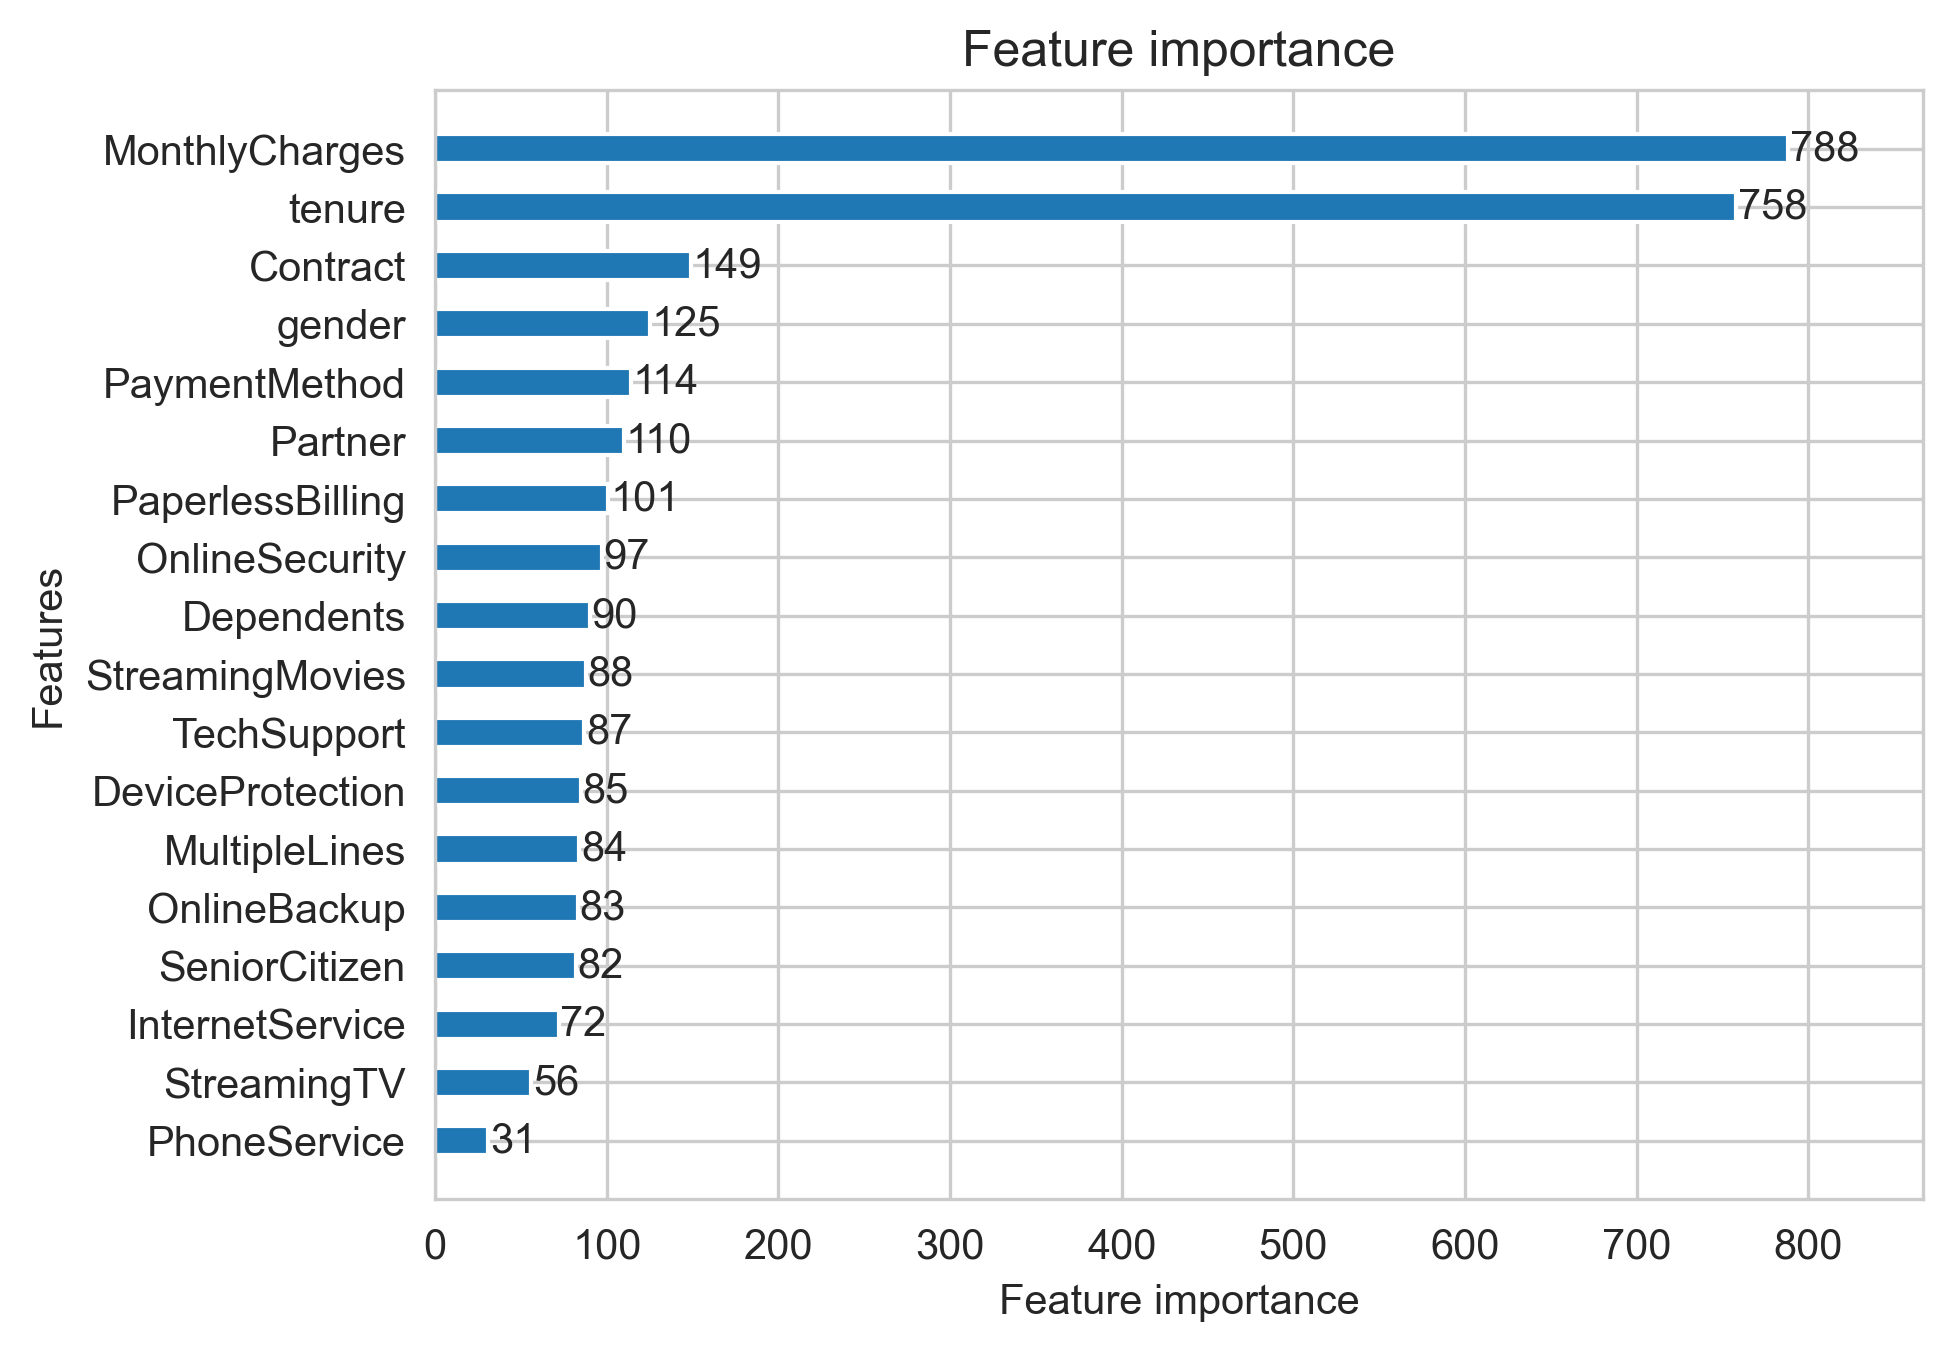 Feature importance
MonthlyCharges 788
tenure 758
Contract 149
gender 125
PaymentMethod 114
Partner 110
PaperlessBilling 101
OnlineSecurity 97
Dependents 90
StreamingMovies 88
TechSupport 87
DeviceProtection 85
MultipleLines 84
OnlineBackup 83
SeniorCitizen 82
InternetService 72
StreamingTV 56
PhoneService 31
Features
0 100 200 300 400 500 600 700 800
Feature importance